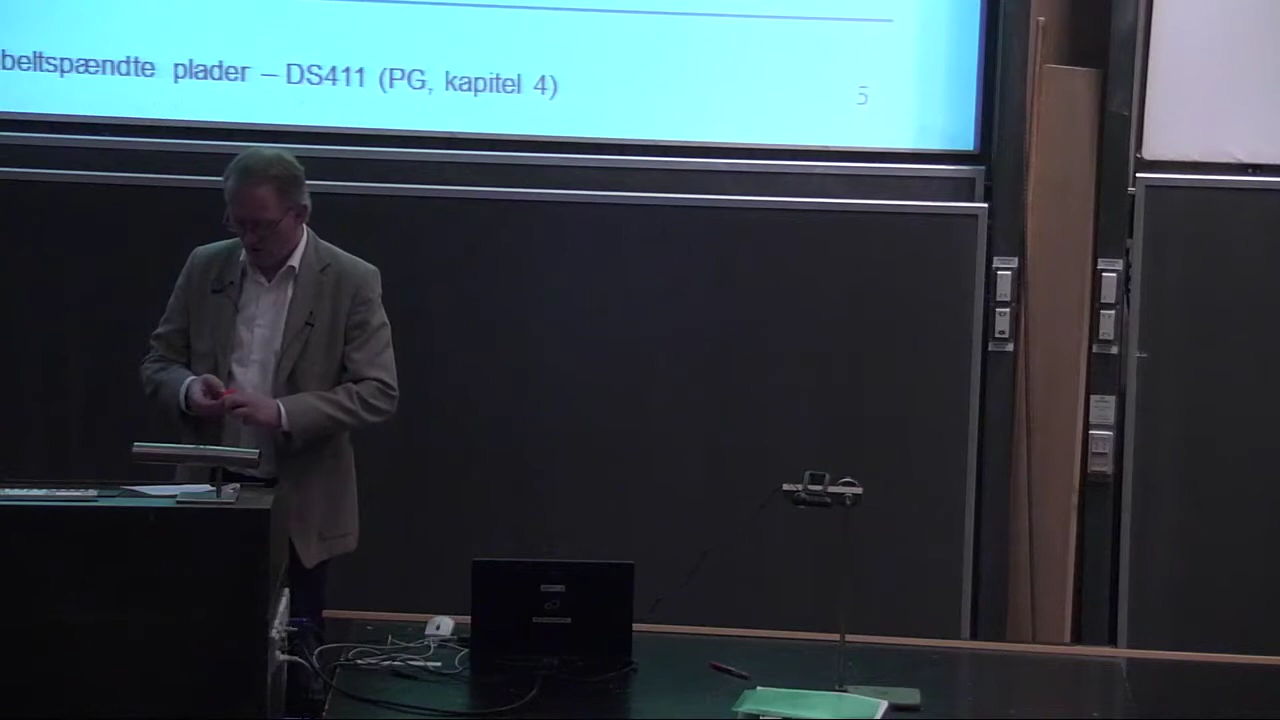 beltspændte plader – DS411 (PG, kapitel 4)
5